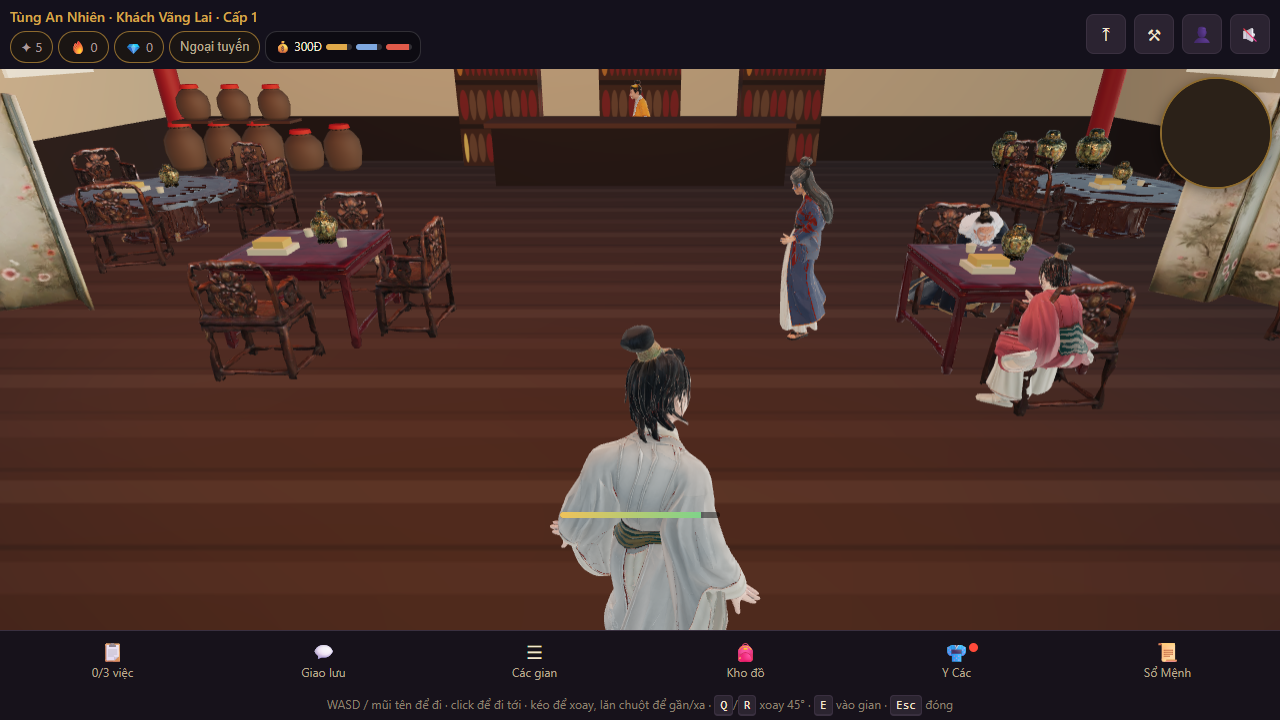 Tùng An Nhiên · Khách Vãng Lai · Cấp 1
5
0
0
Ngoại tuyến
300Đ
0/3 việc
Giao lưu
Các gian
Kho đồ
Y Các
Sổ Mệnh
WASD / mũi tên để đi · click để đi tới · kéo để xoay, lăn chuột để gần/xa · Q / R xoay 45° · E vào gian · Esc đóng